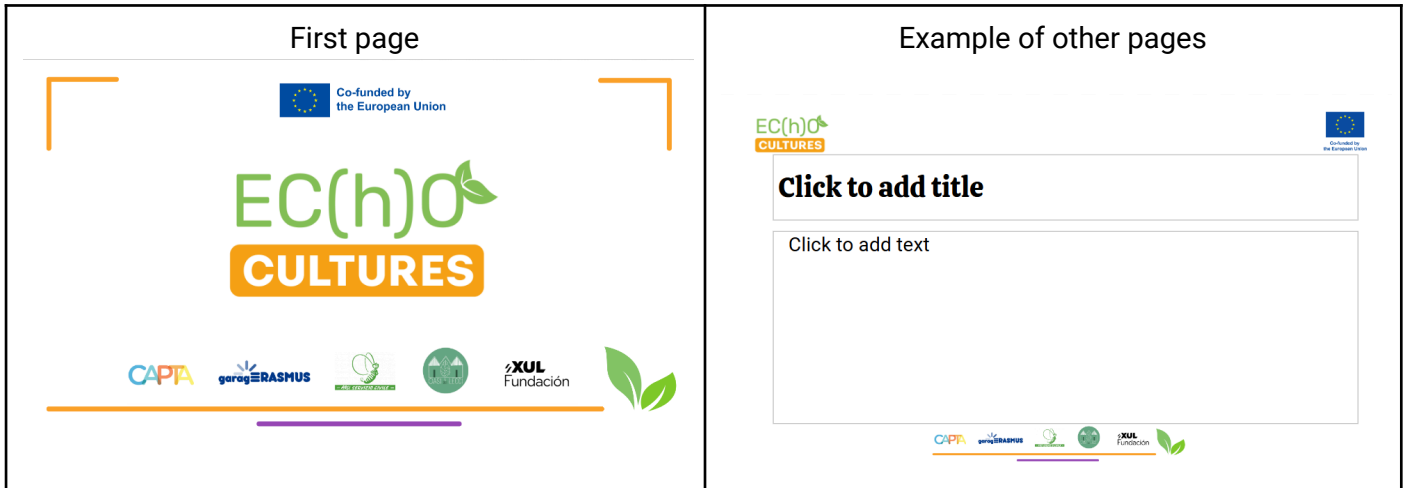 First page
Co-funded by
the European Union
EC(h)O
CULTURES
CAPTA
garagERASMUS
XUL
Fundación
Example of other pages
EC(h)O
CULTURES
Co-funded by
the European Union
Click to add title
Click to add text
CAPTA
garagERASMUS
XUL
Fundación